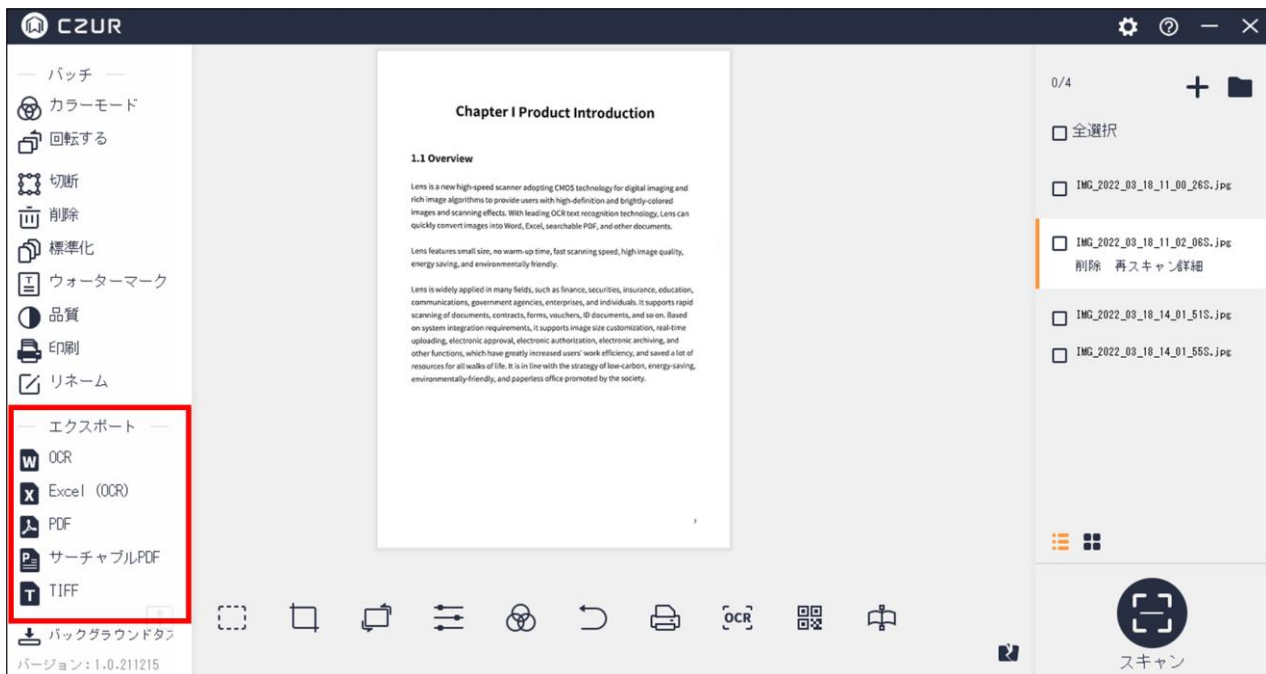 CZUR
バッチ
カラーモード
回転する
切断
削除
標準化
ウォーターマーク
品質
印刷
リネーム
エクスポート
W OCR
X Excel (OCR)
PDF
P サーチャブルPDF
T TIFF
バックグラウンドタス
バージョン:1.0.211215
Chapter I Product Introduction
1.1 Overview
Lens is a new high-speed scanner adopting CMOS technology for digital imaging and
rich image algorithms to provide users with high-definition and brightly-colored
images and scanning effects. With leading OCR text recognition technology, Lens can
quickly convert images into Word, Excel, searchable PDF, and other documents.
Lens features small size, no warm-up time, fast scanning speed, high image quality,
energy saving, and environmentally friendly.
Lens is widely applied in many fields, such as finance, securities, insurance, education,
communications, government agencies, enterprises, and individuals. It supports rapid
scanning of documents, contracts, forms, vouchers, ID documents, and so on. Based
on system integration requirements, it supports image size customization, real-time
uploading, electronic approval, electronic authorization, electronic archiving, and
other functions, which have greatly increased users' work efficiency, and saved a lot of
resources for all walks of life. It is in line with the strategy of low-carbon, energy-saving,
environmentally-friendly, and paperless office promoted by the society.
OCR
0/4
全選択
IMG_2022_03_18_11_00_26S.jpg
IMG_2022_03_18_11_02_06S.jpg
削除 再スキャン詳細
IMG_2022_03_18_14_01_51S.jpg
IMG_2022_03_18_14_01_55S.jpg
スキャン